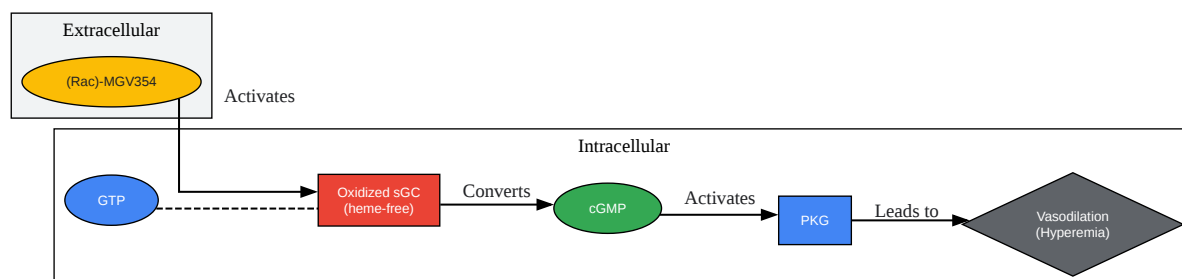 Extracellular
(Rac)-MGV354
Activates
Intracellular
GTP
Oxidized sGC
(heme-free)
Converts
cGMP
Activates
PKG
Leads to
Vasodilation
(Hyperemia)